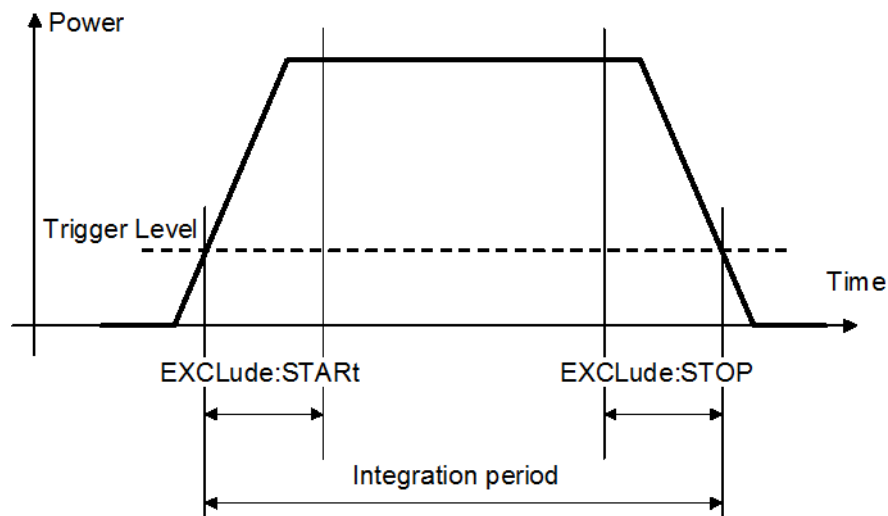 Power
Trigger Level
Time
EXCLude:STARt
EXCLude:STOP
Integration period